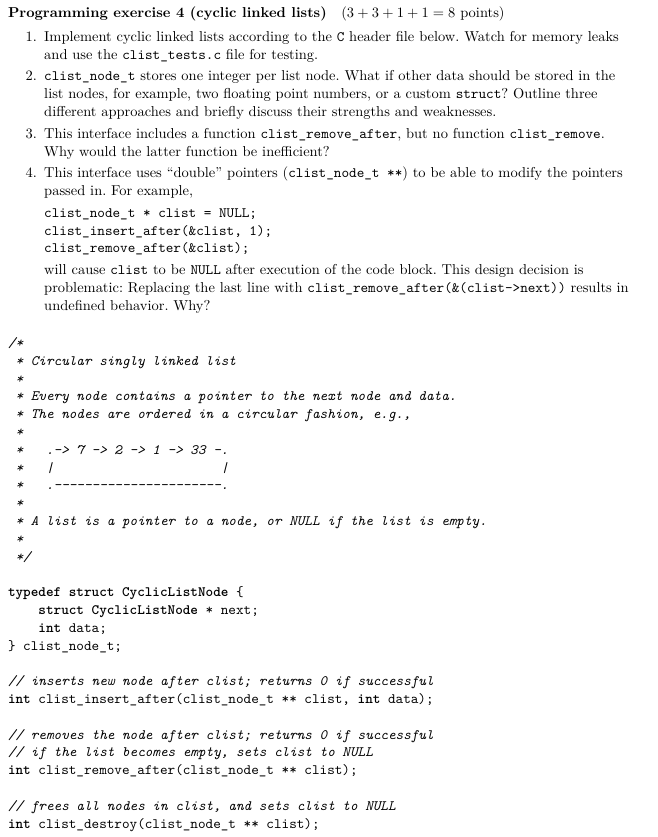 Programming exercise 4 (cyclic linked lists) (3 + 3 + 1 + 1 = 8 points)
1. Implement cyclic linked lists according to the C header file below. Watch for memory leaks
and use the clist_tests.c file for testing.
2. clist_node_t stores one integer per list node. What if other data should be stored in the
list nodes, for example, two floating point numbers, or a custom struct? Outline three
different approaches and briefly discuss their strengths and weaknesses.
3. This interface includes a function clist_remove_after, but no function clist_remove.
Why would the latter function be inefficient?
4. This interface uses “double” pointers (clist_node_t **) to be able to modify the pointers
passed in. For example,
clist_node_t * clist = NULL;
clist_insert_after(&clist, 1);
clist_remove_after(&clist);
will cause clist to be NULL after execution of the code block. This design decision is
problematic: Replacing the last line with clist_remove_after(&(clist->next)) results in
undefined behavior. Why?
/*
 * Circular singly linked list
 *
 * Every node contains a pointer to the next node and data.
 * The nodes are ordered in a circular fashion, e.g.,
 *
 *   .-> 7 -> 2 -> 1 -> 33 -.
 *   |                      |
 *   .----------------------.
 *
 * A list is a pointer to a node, or NULL if the list is empty.
 *
 */
typedef struct CyclicListNode {
    struct CyclicListNode * next;
    int data;
} clist_node_t;
// inserts new node after clist; returns 0 if successful
int clist_insert_after(clist_node_t ** clist, int data);
// removes the node after clist; returns 0 if successful
// if the list becomes empty, sets clist to NULL
int clist_remove_after(clist_node_t ** clist);
// frees all nodes in clist, and sets clist to NULL
int clist_destroy(clist_node_t ** clist);